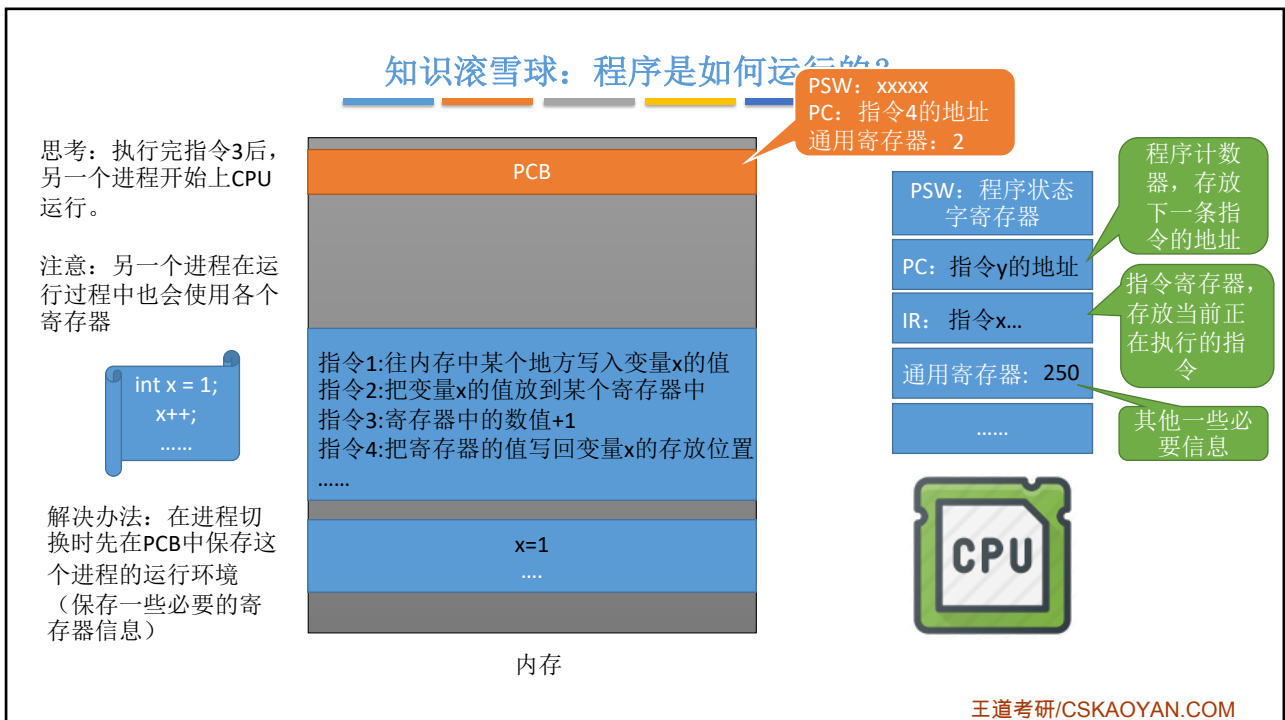 知识滚雪球：程序是如何运行的？
PSW：xxxxx
PC：指令4的地址
通用寄存器：2
思考：执行完指令3后，
另一个进程开始上CPU
运行。
注意：另一个进程在运
行过程中也会使用各个
寄存器
int x = 1;
x++;
……
解决办法：在进程切
换时先在PCB中保存这
个进程的运行环境
（保存一些必要的寄
存器信息）
PCB
指令1:往内存中某个地方写入变量x的值
指令2:把变量x的值放到某个寄存器中
指令3:寄存器中的数值+1
指令4:把寄存器的值写回变量x的存放位置
……
x=1
....
内存
PSW：程序状态
字寄存器
PC：指令y的地址
IR： 指令x...
通用寄存器: 250
……
程序计数
器，存放
下一条指
令的地址
指令寄存器，
存放当前正
在执行的指
令
其他一些必
要信息
CPU
王道考研/CSKAOYAN.COM